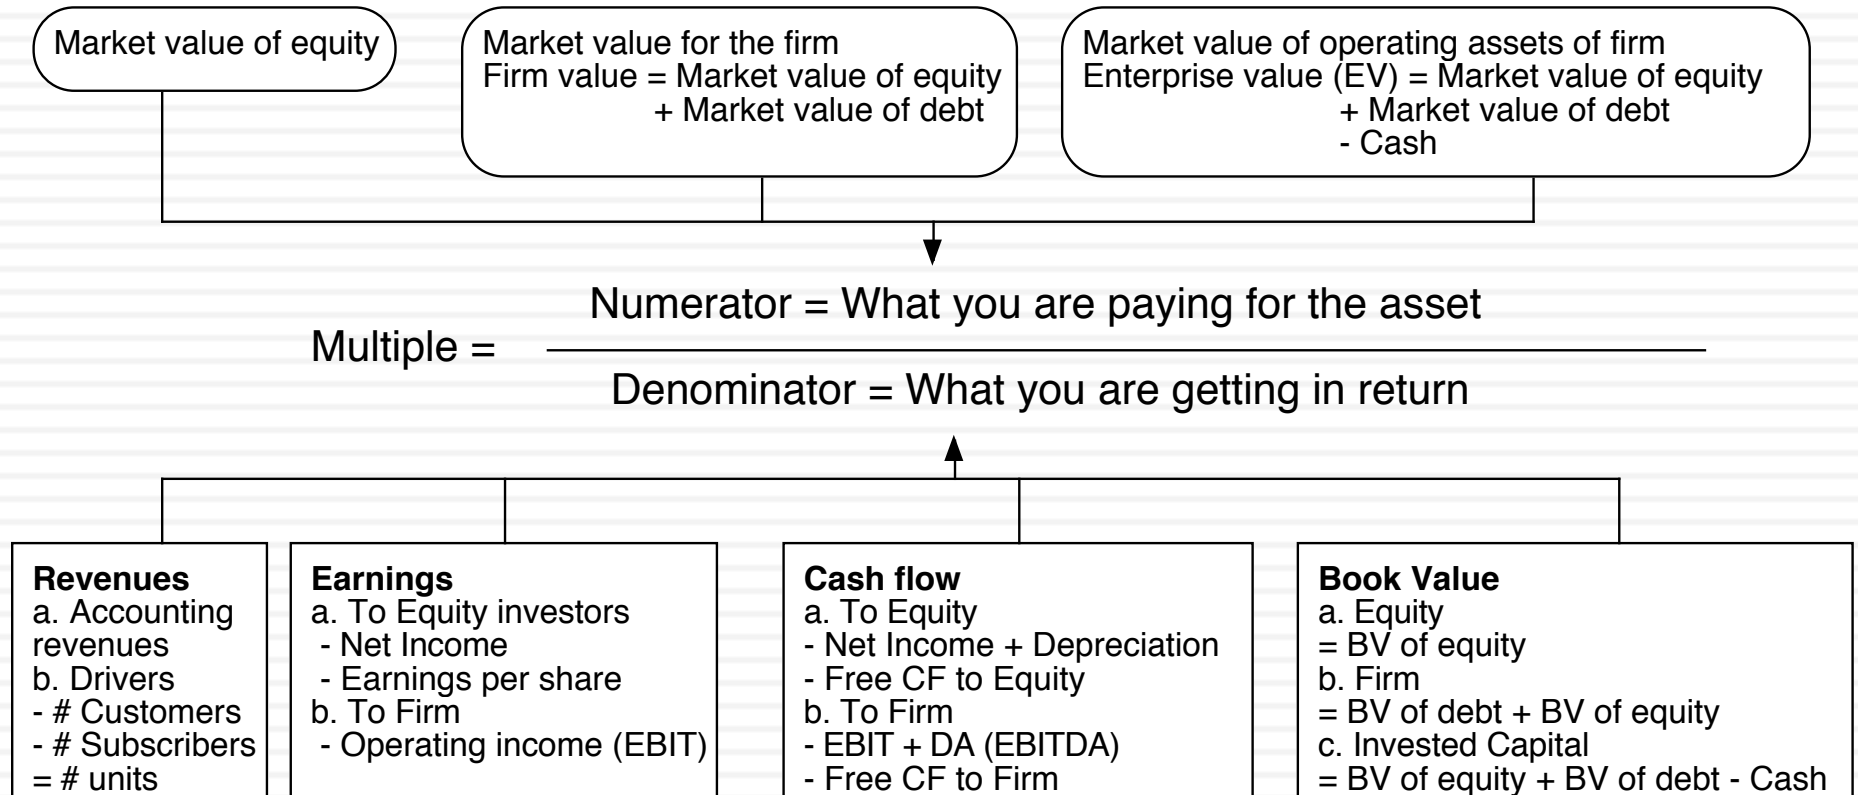 Market value of equity
Market value for the firm
Firm value = Market value of equity
+ Market value of debt
Market value of operating assets of firm
Enterprise value (EV) = Market value of equity
+ Market value of debt
- Cash
Numerator = What you are paying for the asset
Multiple =
Denominator = What you are getting in return
Revenues
a. Accounting
revenues
b. Drivers
- # Customers
- # Subscribers
= # units
Earnings
a. To Equity investors
- Net Income
- Earnings per share
b. To Firm
- Operating income (EBIT)
Cash flow
a. To Equity
- Net Income + Depreciation
- Free CF to Equity
b. To Firm
- EBIT + DA (EBITDA)
- Free CF to Firm
Book Value
a. Equity
= BV of equity
b. Firm
= BV of debt + BV of equity
c. Invested Capital
= BV of equity + BV of debt - Cash